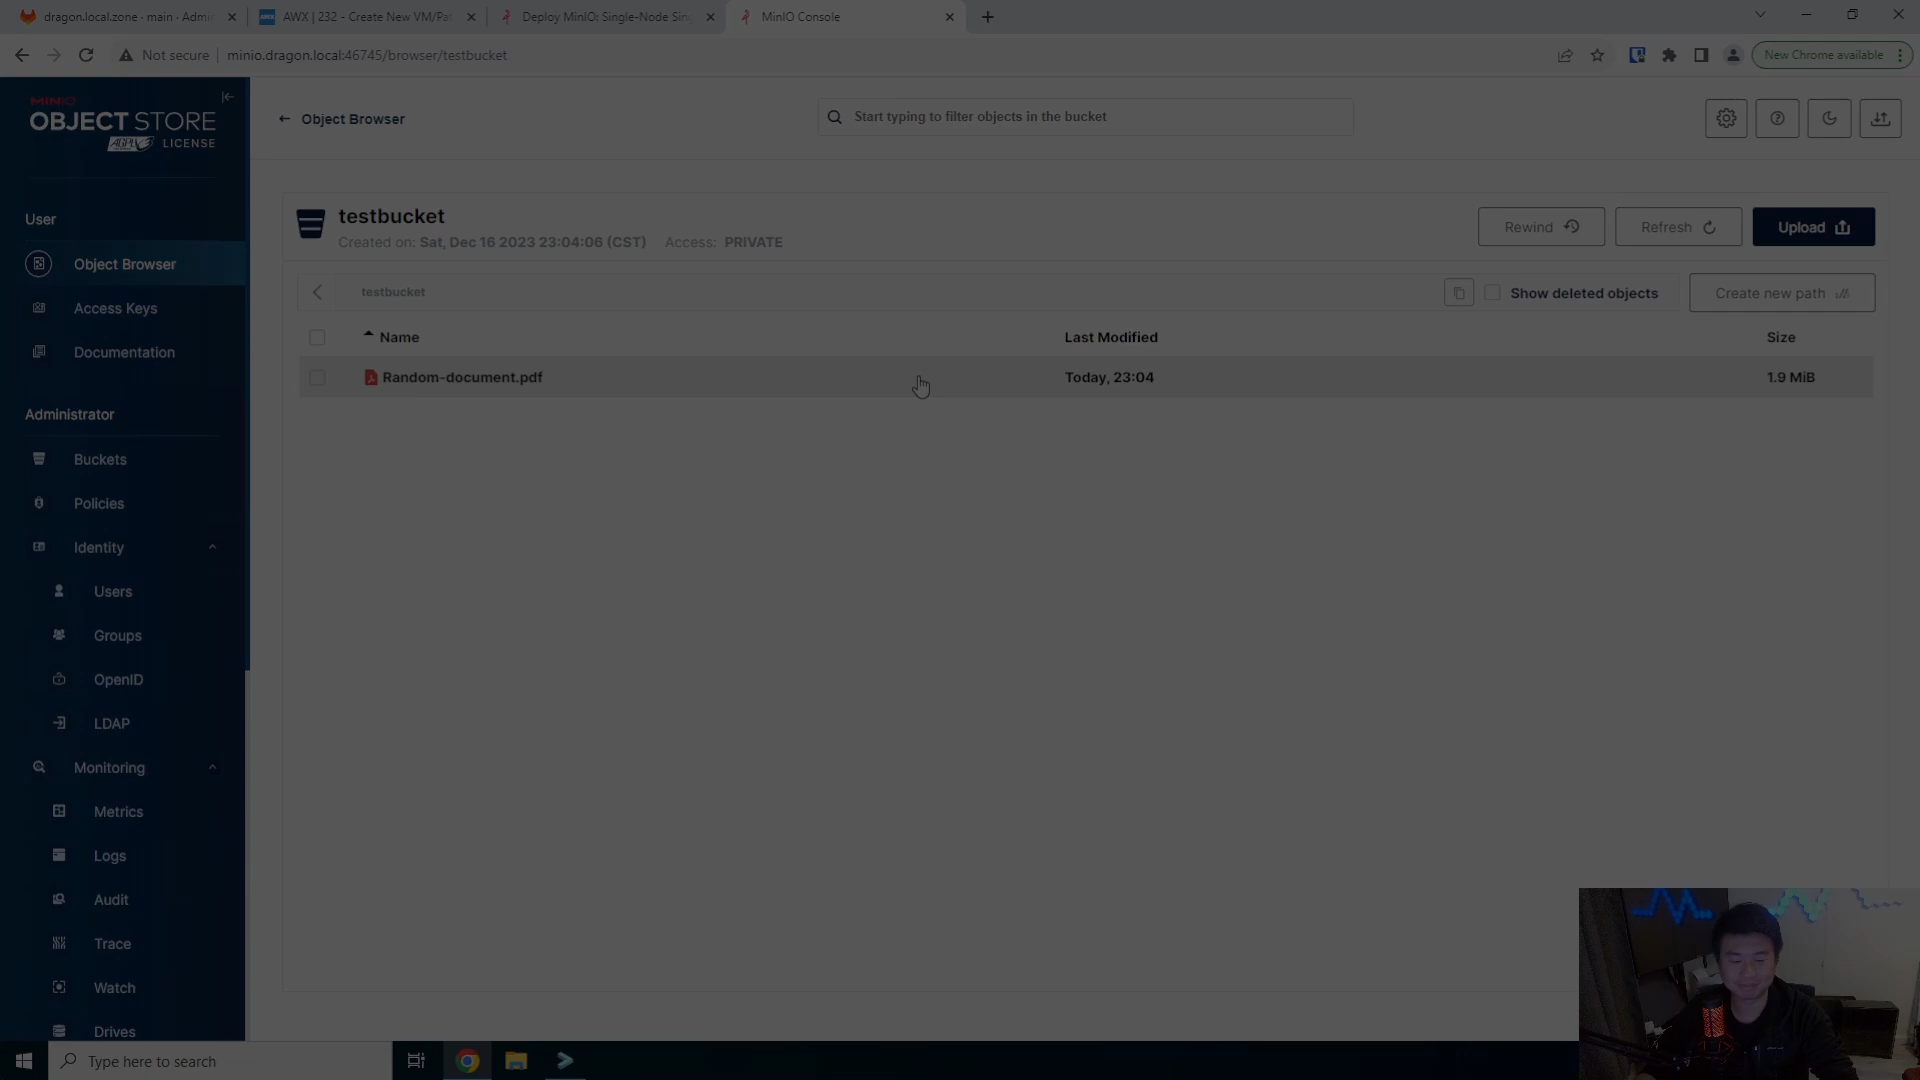 dragon.local.zone · main · Admi
AWX | 232 - Create New VM/Pa
Deploy MinIO: Single-Node Sin
MinIO Console
Not secure
minio.dragon.local:46745/browser/testbucket
New Chrome available
MINIO
OBJECT STORE
AGPL LICENSE
Object Browser
Start typing to filter objects in the bucket
User
Object Browser
Access Keys
Documentation
Administrator
Buckets
Policies
Identity
Users
Groups
OpenID
LDAP
Monitoring
Metrics
Logs
Audit
Trace
Watch
Drives
testbucket
Created on: Sat, Dec 16 2023 23:04:06 (CST) Access: PRIVATE
Rewind
Refresh
Upload
testbucket
Show deleted objects
Create new path
Name
Last Modified
Size
Random-document.pdf
Today, 23:04
1.9 MiB
Type here to search